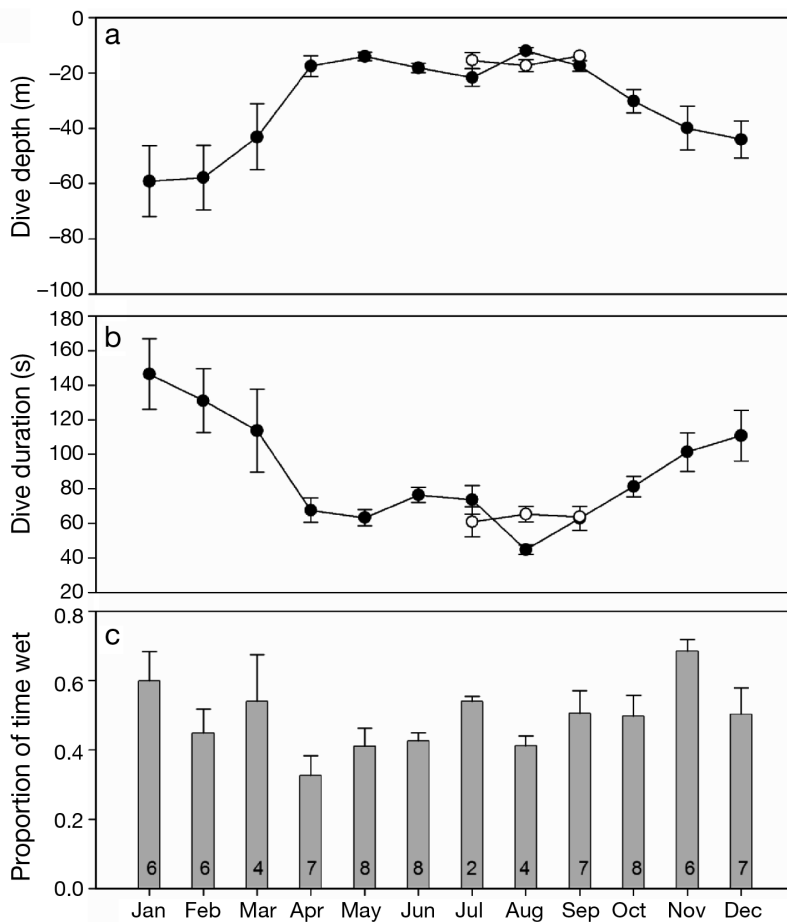 a
Dive depth (m)
0
−20
−40
−60
−80
−100
b
Dive duration (s)
180
160
140
120
100
80
60
40
20
c
Proportion of time wet
0.8
0.6
0.4
0.2
0.0
6 6 4 7 8 8 2 4 7 8 6 7
Jan Feb Mar Apr May Jun Jul Aug Sep Oct Nov Dec